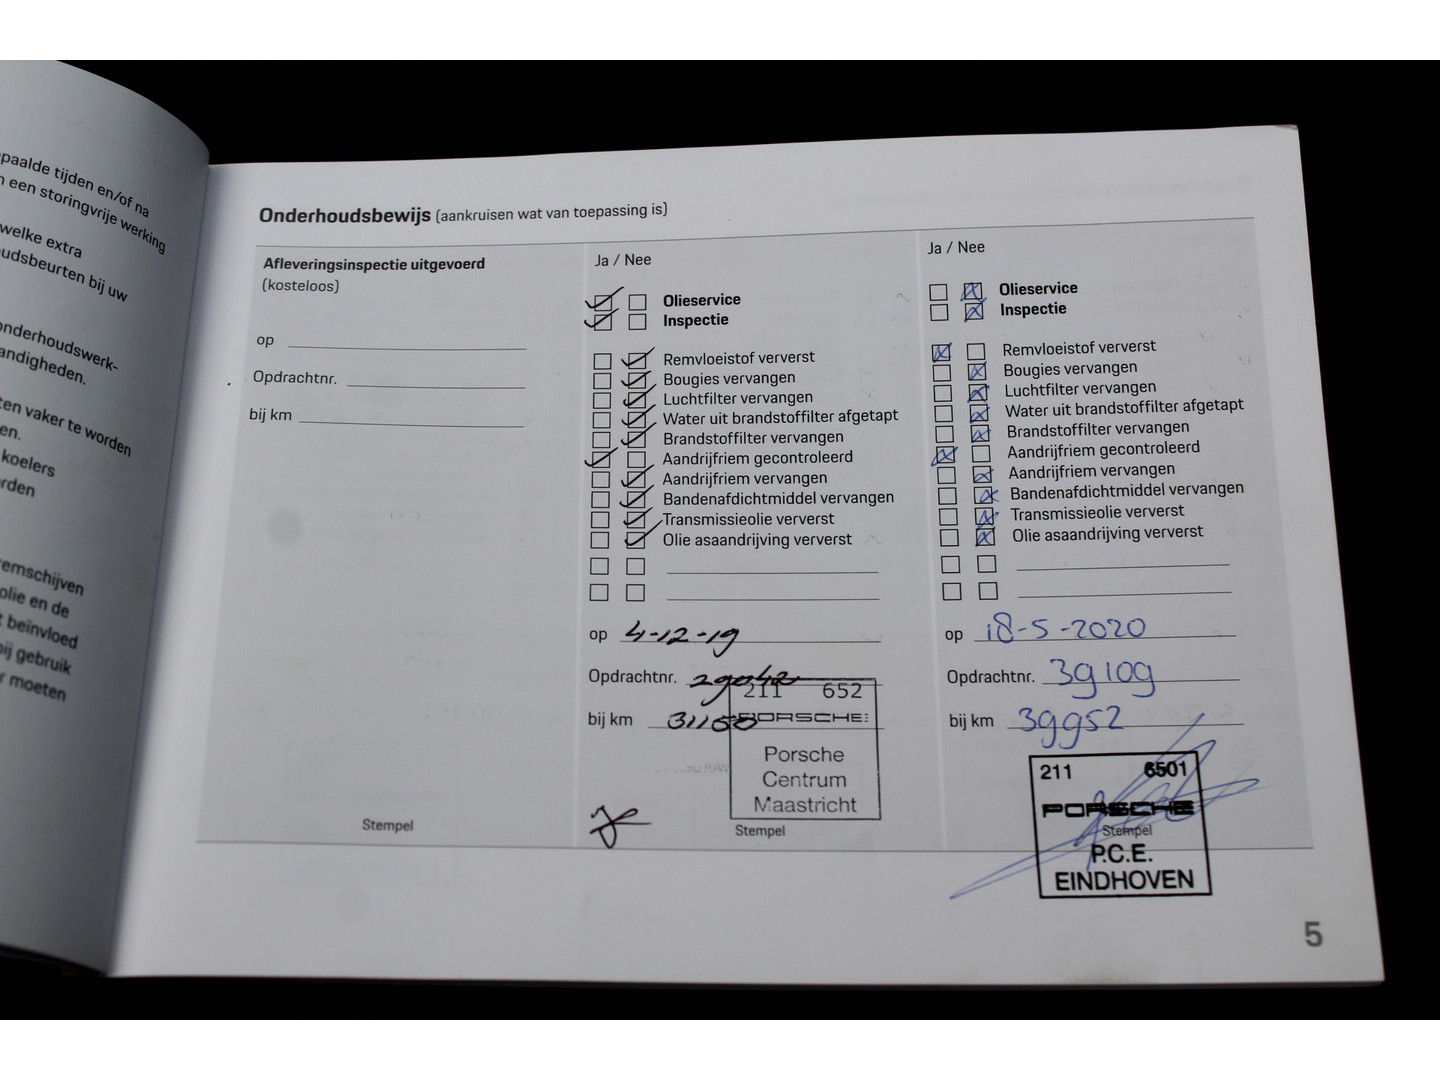 paalde tijden en/of na
een storingvrije werking
welke extra
udsbeurten bij uw
onderhoudswerk-
andigheden.
ten vaker te worden
en.
koelers
rden
remschijven
olie en de
t beïnvloed
bij gebruik
r moeten
Onderhoudsbewijs (aankruisen wat van toepassing is)
Afleveringsinspectie uitgevoerd
(kosteloos)
op
Opdrachtnr.
bij km
Stempel
Ja / Nee
Olieservice
Inspectie
Remvloeistof ververst
Bougies vervangen
Luchtfilter vervangen
Water uit brandstoffilter afgetapt
Brandstoffilter vervangen
Aandrijfriem gecontroleerd
Aandrijfriem vervangen
Bandenafdichtmiddel vervangen
Transmissieolie ververst
Olie asaandrijving ververst
op 4-12-19
Opdrachtnr. 29042
bij km 31100
211 652
PORSCHE
Porsche
Centrum
Maastricht
Stempel
Ja / Nee
Olieservice
Inspectie
Remvloeistof ververst
Bougies vervangen
Luchtfilter vervangen
Water uit brandstoffilter afgetapt
Brandstoffilter vervangen
Aandrijfriem gecontroleerd
Aandrijfriem vervangen
Bandenafdichtmiddel vervangen
Transmissieolie ververst
Olie asaandrijving ververst
op 18-5-2020
Opdrachtnr. 39109
bij km 39952
211 6501
PORSCHE
Stempel
P.C.E.
EINDHOVEN
5